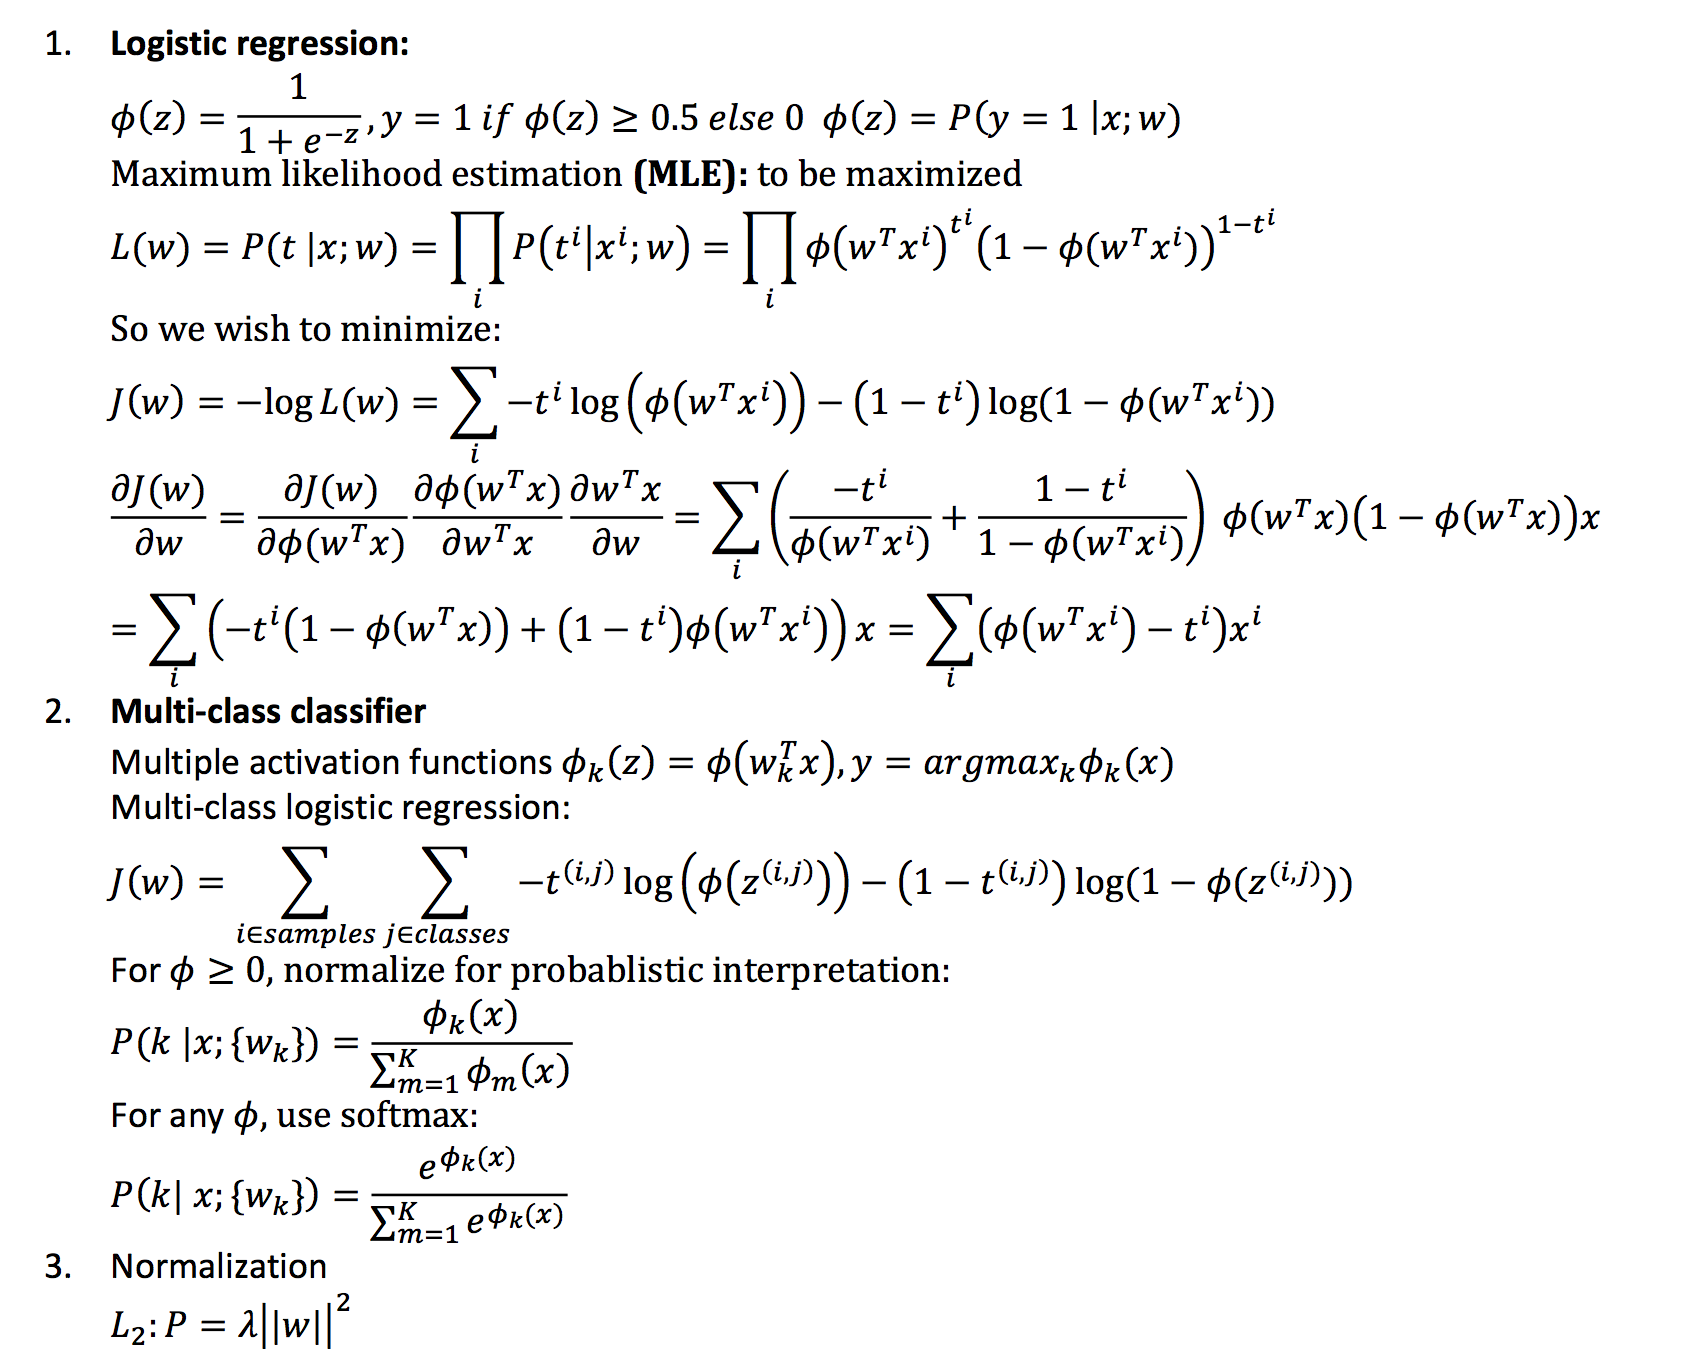 1. Logistic regression:
ϕ(z) = 1 / (1 + e^{−z}), y = 1 if ϕ(z) ≥ 0.5 else 0 ϕ(z) = P(y = 1 |x; w)
Maximum likelihood estimation (MLE): to be maximized
L(w) = P(t |x; w) = ∏_i P(t^i|x^i; w) = ∏_i ϕ(w^T x^i)^{t^i} (1 − ϕ(w^T x^i))^{1−t^i}
So we wish to minimize:
J(w) = −log L(w) = ∑_i −t^i log(ϕ(w^T x^i)) − (1 − t^i) log(1 − ϕ(w^T x^i))
∂J(w)/∂w = ∂J(w)/∂ϕ(w^T x) ∂ϕ(w^T x)/∂w^T x ∂w^T x/∂w = ∑_i (−t^i/ϕ(w^T x^i) + (1 − t^i)/(1 − ϕ(w^T x^i))) ϕ(w^T x)(1 − ϕ(w^T x))x
= ∑_i (−t^i(1 − ϕ(w^T x)) + (1 − t^i)ϕ(w^T x^i)) x = ∑_i (ϕ(w^T x^i) − t^i)x^i
2. Multi-class classifier
Multiple activation functions ϕ_k(z) = ϕ(w_k^T x), y = argmax_k ϕ_k(x)
Multi-class logistic regression:
J(w) = ∑_{i∈samples} ∑_{j∈classes} −t^{(i,j)} log(ϕ(z^{(i,j)})) − (1 − t^{(i,j)}) log(1 − ϕ(z^{(i,j)}))
For ϕ ≥ 0, normalize for probablistic interpretation:
P(k |x; {w_k}) = ϕ_k(x) / ∑_{m=1}^K ϕ_m(x)
For any ϕ, use softmax:
P(k| x; {w_k}) = e^{ϕ_k(x)} / ∑_{m=1}^K e^{ϕ_k(x)}
3. Normalization
L_2: P = λ||w||^2